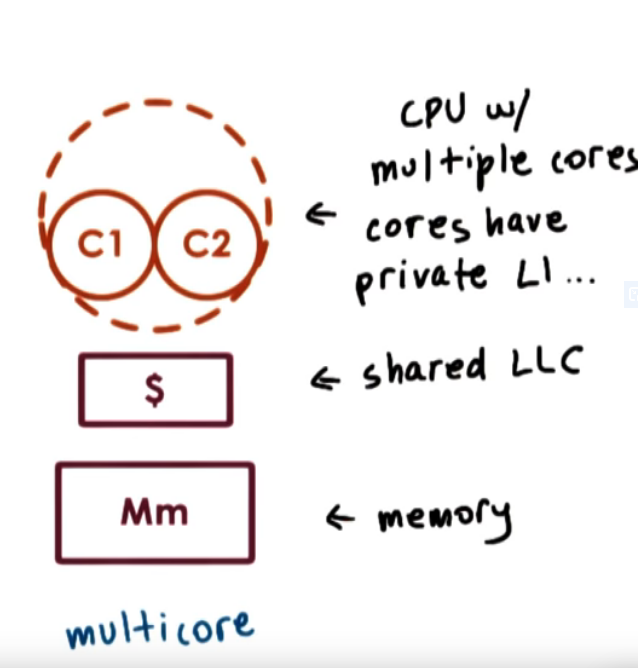 CPU w/
multiple cores
cores have
private L1...
C1 C2
$
shared LLC
Mm
memory
multicore